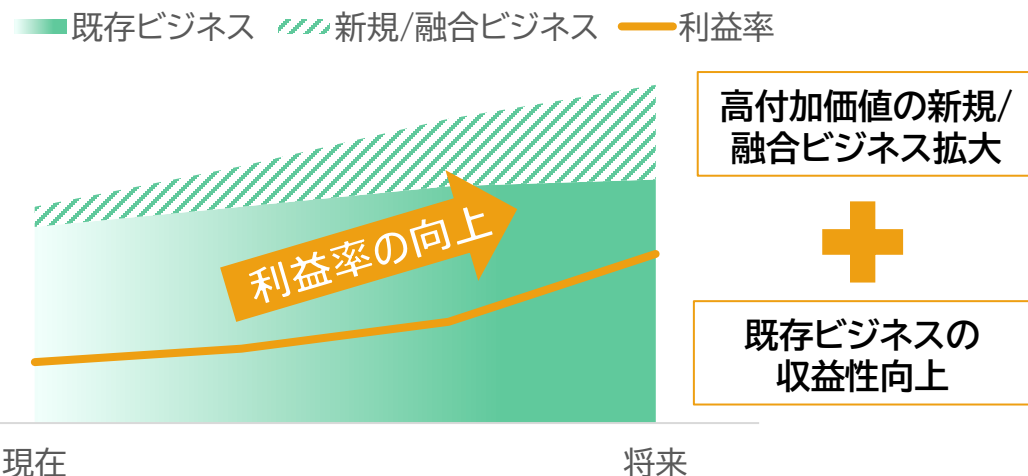 既存ビジネス 新規/融合ビジネス 利益率
高付加価値の新規/
融合ビジネス拡大
利益率の向上
既存ビジネスの
収益性向上
現在 将来